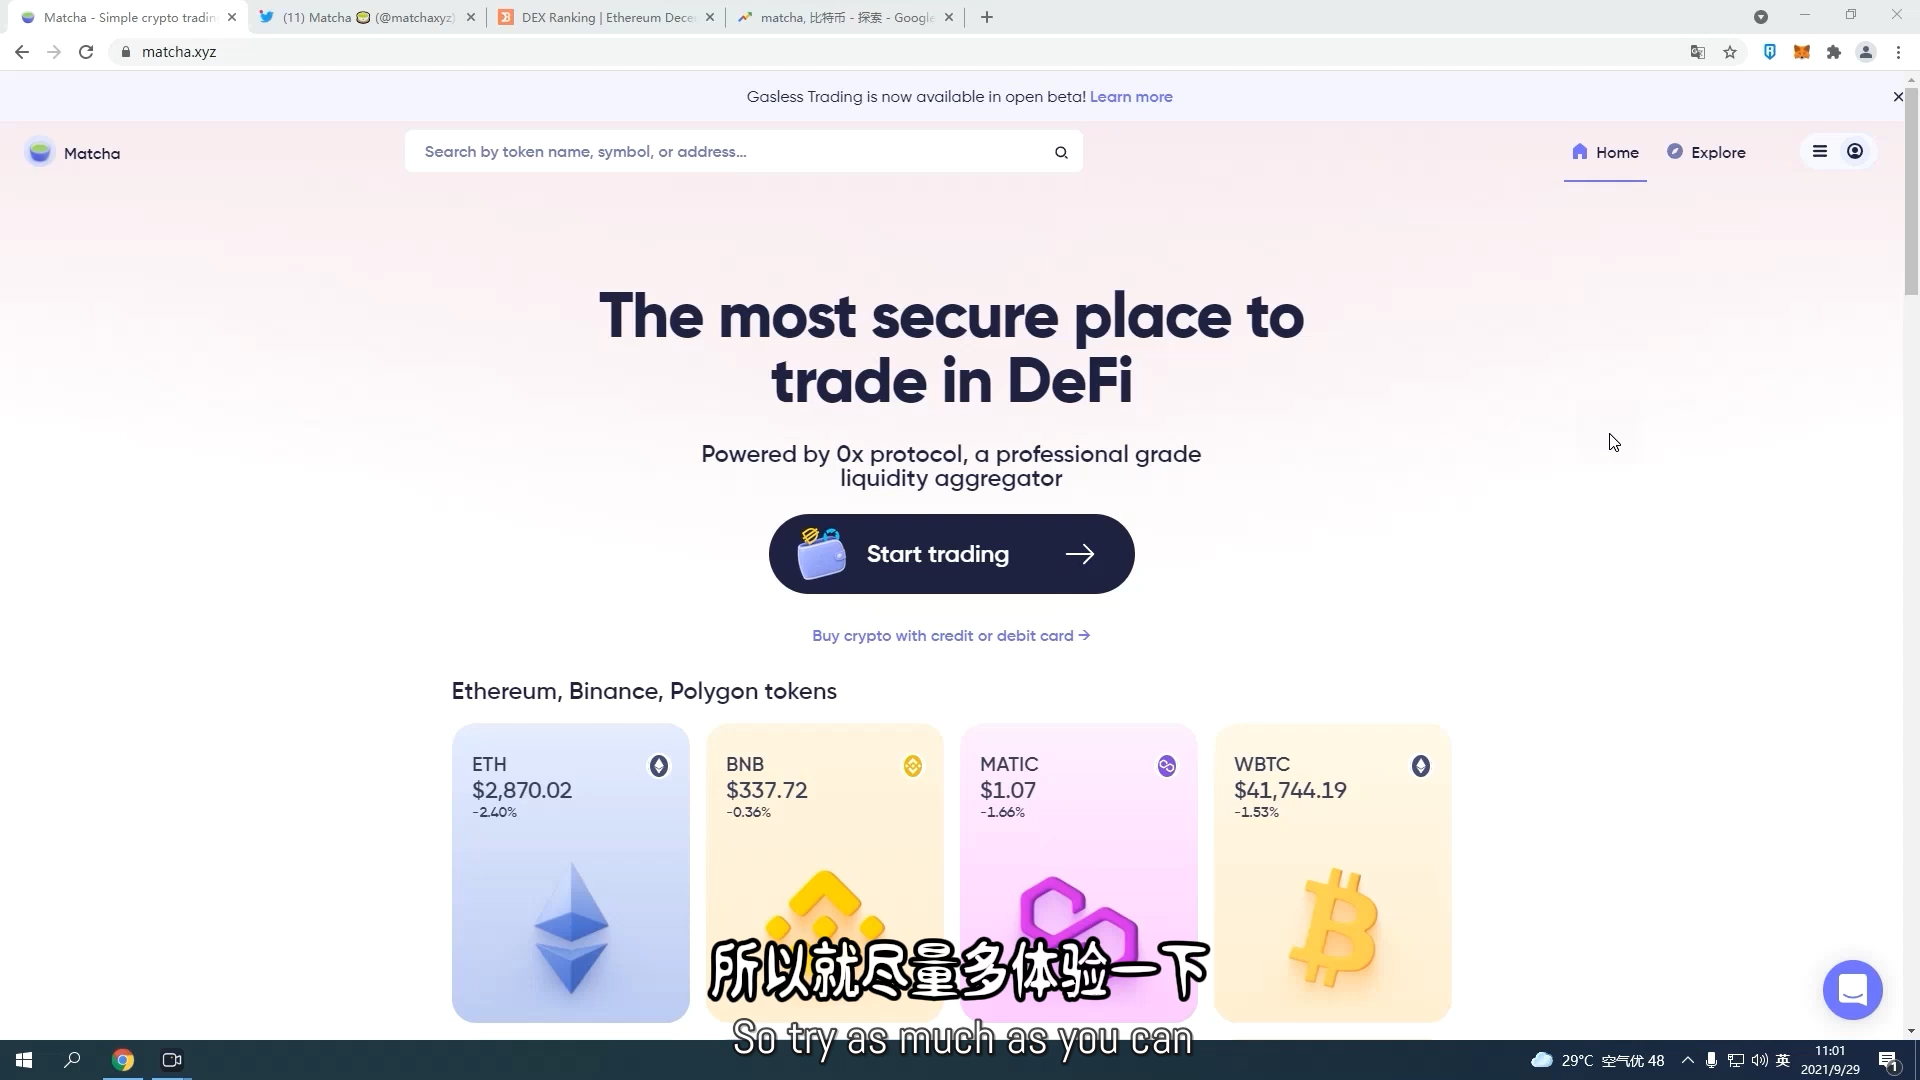 Matcha - Simple crypto tradin
(11) Matcha 🍵 (@matchaxyz)
DEX Ranking | Ethereum Dece
matcha, 比特币 - 探索 - Google
matcha.xyz
Gasless Trading is now available in open beta! Learn more
Matcha
Search by token name, symbol, or address...
Home
Explore
The most secure place to
trade in DeFi
Powered by 0x protocol, a professional grade
liquidity aggregator
Start trading
Buy crypto with credit or debit card →
Ethereum, Binance, Polygon tokens
ETH
$2,870.02
-2.40%
BNB
$337.72
-0.36%
MATIC
$1.07
-1.66%
WBTC
$41,744.19
-1.53%
所以就尽量多体验一下
So try as much as you can
29°C 空气优 48
英
11:01
2021/9/29
1